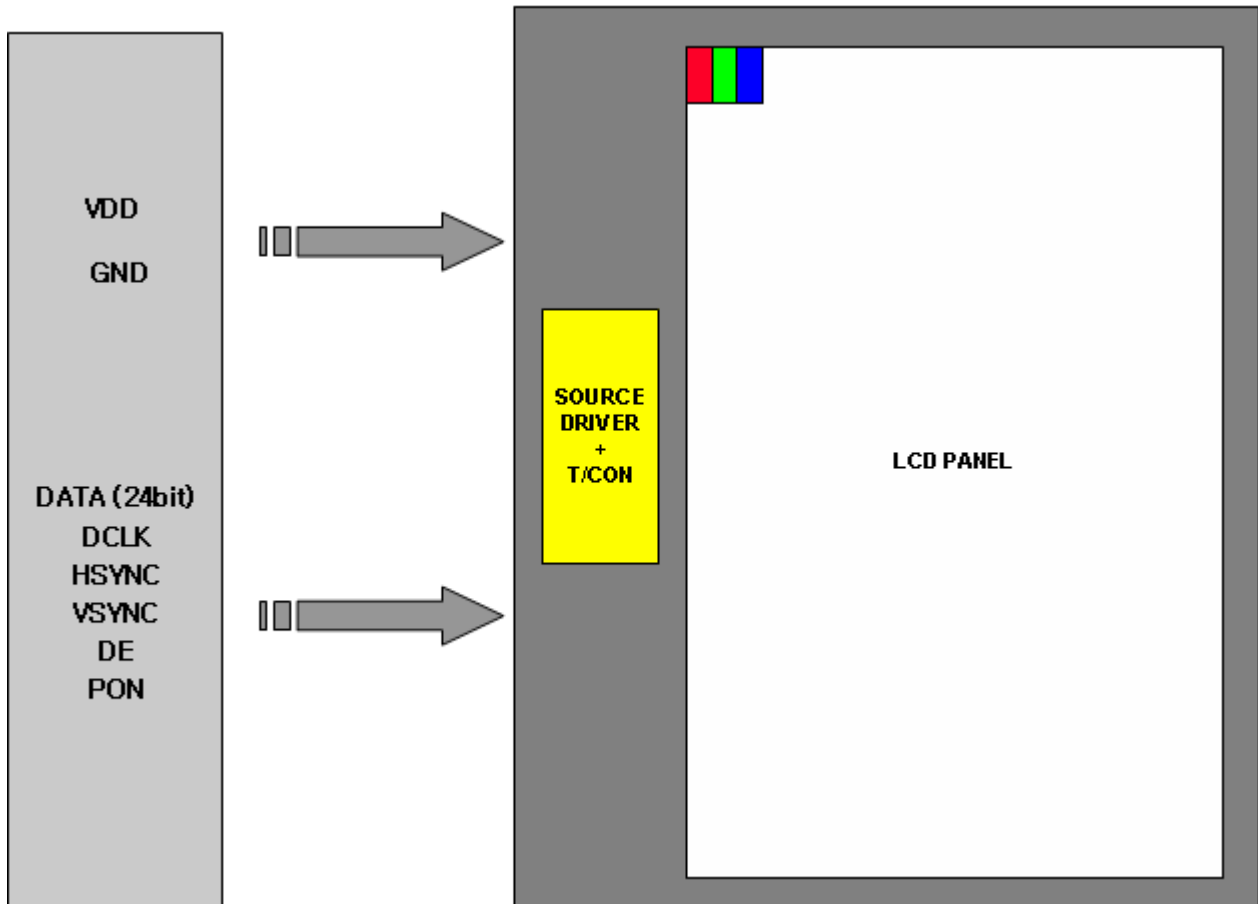 VDD
GND
DATA (24bit)
DCLK
HSYNC
VSYNC
DE
PON
SOURCE
DRIVER
+
T/CON
LCD PANEL